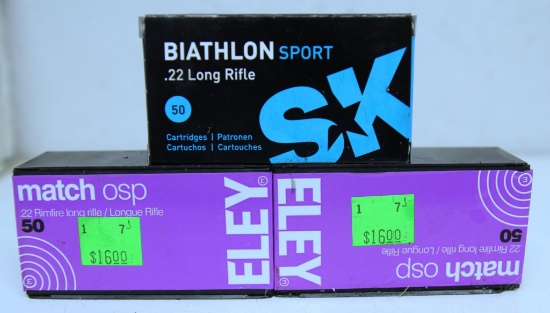 BIATHLON SPORT
.22 Long Rifle
50
Cartridges | Patronen
Cartuchos | Cartouches
SK
match osp
.22 Rimfire long rifle / Longue Rifle
50
ELEY
1 7
$16.00
ELEY
1 7
$16.00
match osp
.22 Rimfire long rifle / Longue Rifle
50